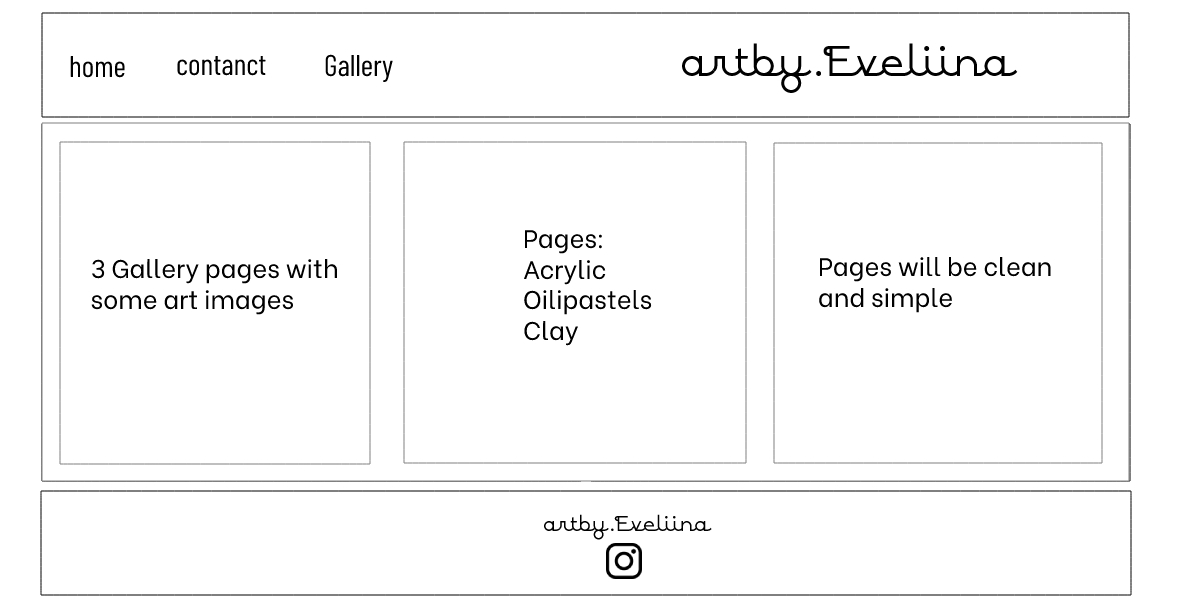 home contanct Gallery artby.Eveliina
3 Gallery pages with
some art images
Pages:
Acrylic
Oilipastels
Clay
Pages will be clean
and simple
artby.Eveliina